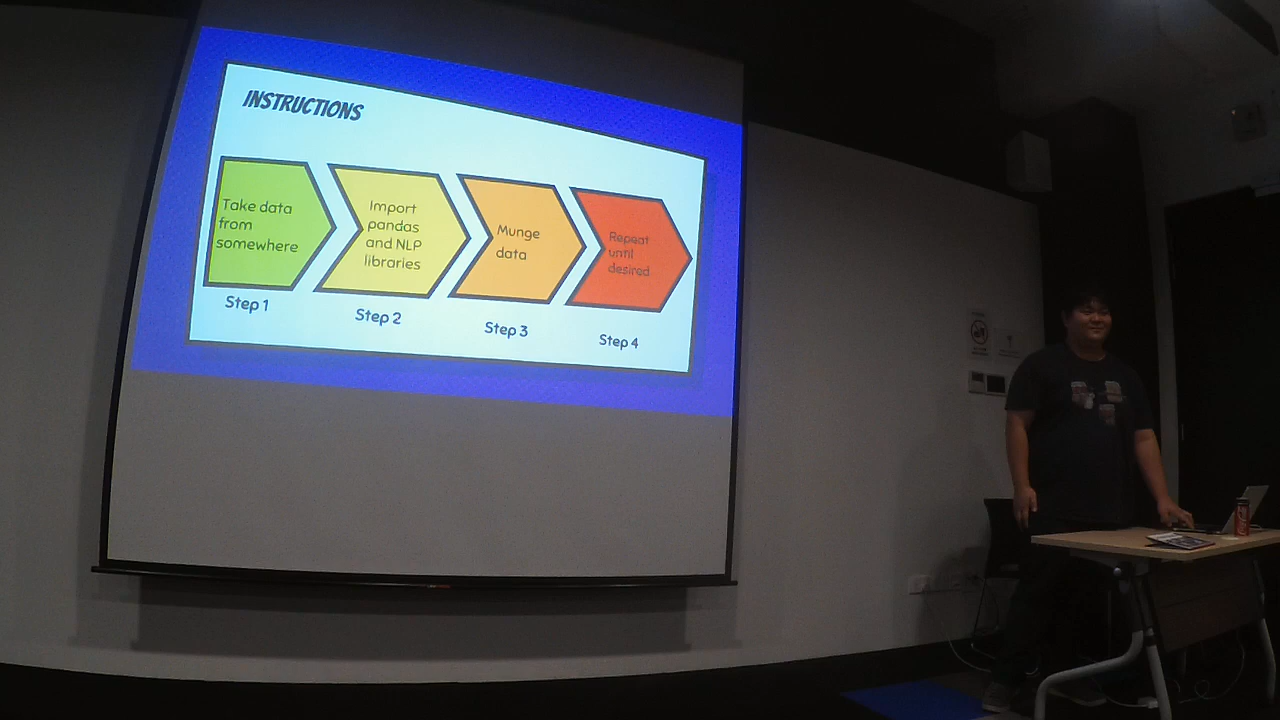 INSTRUCTIONS
Take data
from
somewhere
Import
pandas
and NLP
libraries
Munge
data
Repeat
until
desired
Step 1
Step 2
Step 3
Step 4